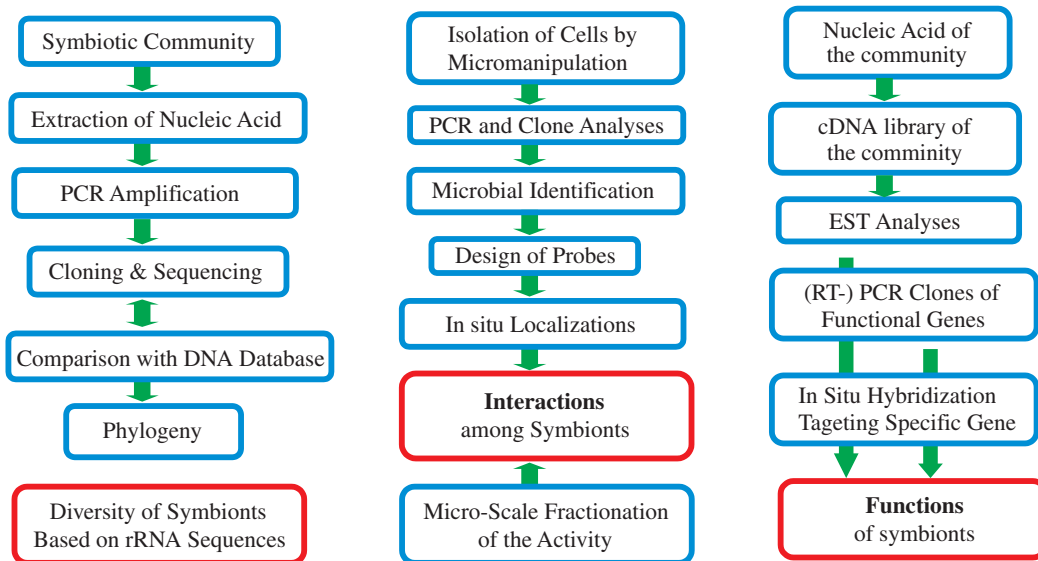 Symbiotic Community
Extraction of Nucleic Acid
PCR Amplification
Cloning & Sequencing
Comparison with DNA Database
Phylogeny
Diversity of Symbionts
Based on rRNA Sequences
Isolation of Cells by
Micromanipulation
PCR and Clone Analyses
Microbial Identification
Design of Probes
In situ Localizations
Interactions
among Symbionts
Micro-Scale Fractionation
of the Activity
Nucleic Acid of
the community
cDNA library of
the comminity
EST Analyses
(RT-) PCR Clones of
Functional Genes
In Situ Hybridization
Tageting Specific Gene
Functions
of symbionts